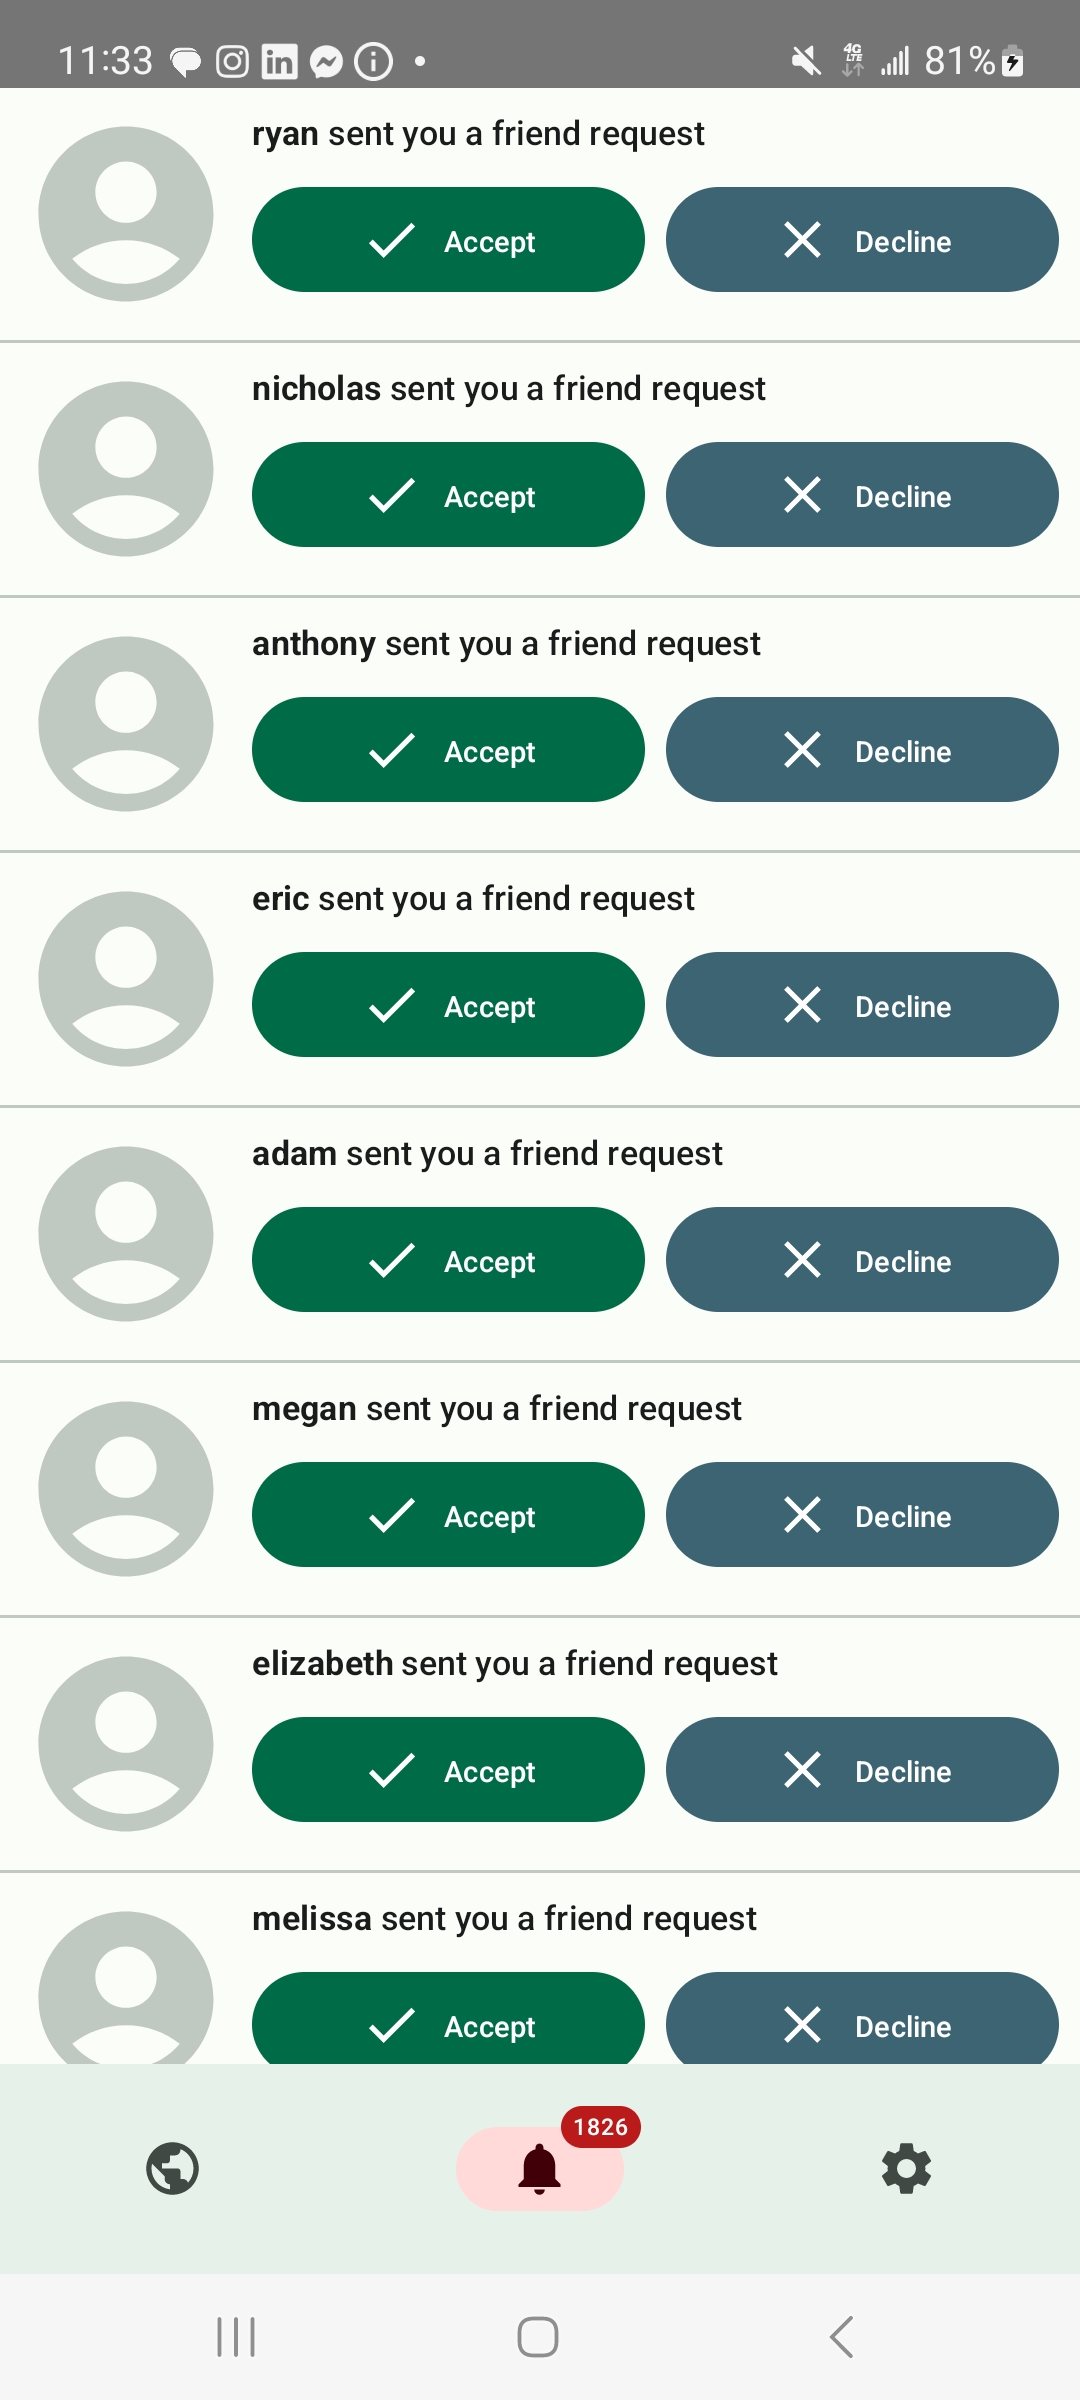 11:33 81%
4G LTE
ryan sent you a friend request
Accept Decline
nicholas sent you a friend request
Accept Decline
anthony sent you a friend request
Accept Decline
eric sent you a friend request
Accept Decline
adam sent you a friend request
Accept Decline
megan sent you a friend request
Accept Decline
elizabeth sent you a friend request
Accept Decline
melissa sent you a friend request
Accept Decline
1826